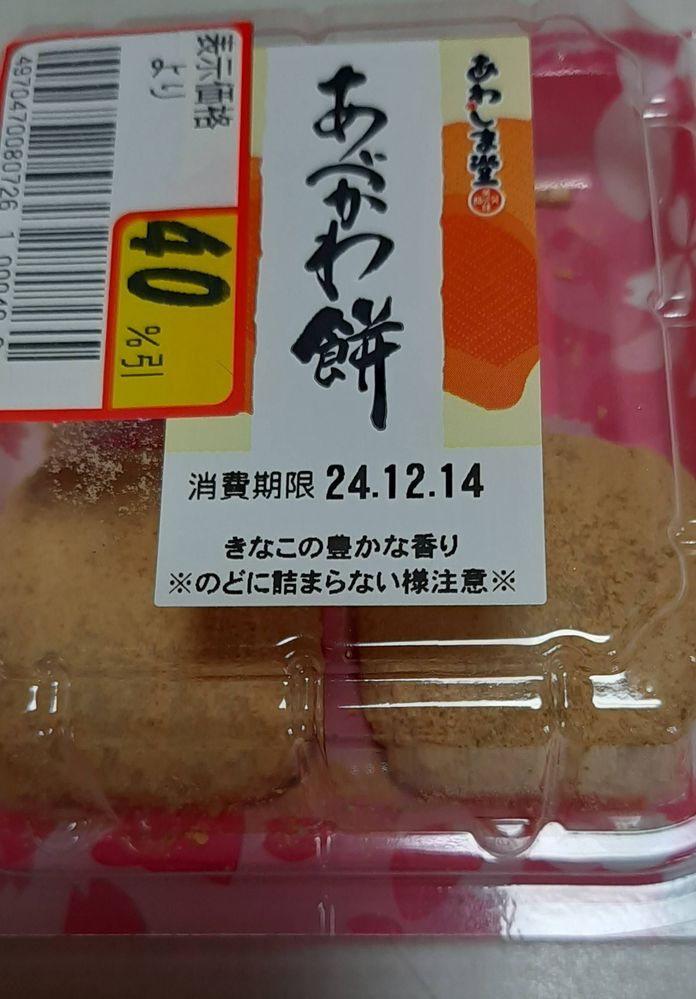 表示価格
より
40
%引
4970470080726
あわしま堂
あべかわ餅
消費期限 24.12.14
きなこの豊かな香り
※のどに詰まらない様注意※